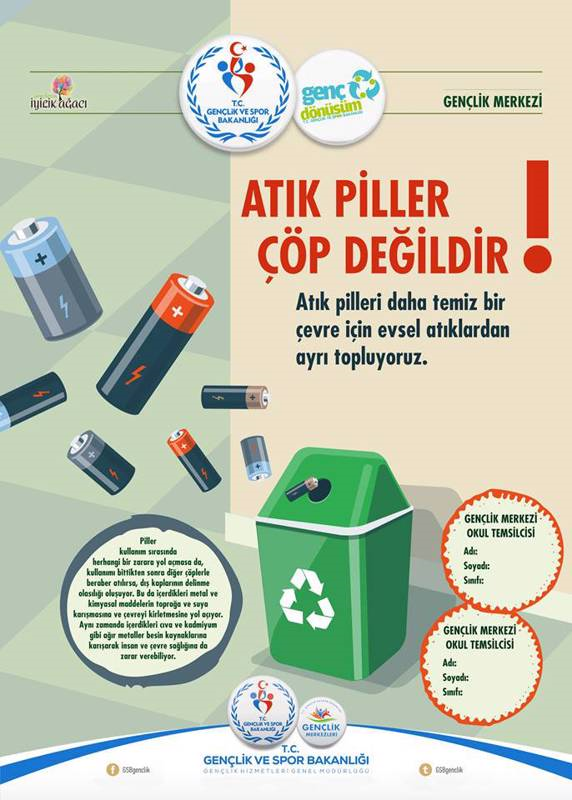 iyilik ağacı
T.C.
GENÇLİK VE SPOR
BAKANLIĞI
genç
dönüşüm
T.C. GENÇLİK VE SPOR BAKANLIĞI
GENÇLİK MERKEZİ
ATIK PİLLER
ÇÖP DEĞİLDİR !
Atık pilleri daha temiz bir
çevre için evsel atıklardan
ayrı topluyoruz.
Piller
kullanım sırasında
herhangi bir zarara yol açmasa da,
kullanımı bittikten sonra diğer çöplerle
beraber atılırsa, dış kaplarının delinme
olasılığı oluşuyor. Bu da içerdikleri metal ve
kimyasal maddelerin toprağa ve suya
karışmasına ve çevreyi kirletmesine yol açıyor.
Aynı zamanda içerdikleri cıva ve kadmiyum
gibi ağır metaller besin kaynaklarına
karışarak insan ve çevre sağlığına da
zarar verebiliyor.
GENÇLİK MERKEZİ
OKUL TEMSİLCİSİ
Adı:
Soyadı:
Sınıfı:
GENÇLİK MERKEZİ
OKUL TEMSİLCİSİ
Adı:
Soyadı:
Sınıfı:
T.C.
GENÇLİK VE SPOR
BAKANLIĞI
GENÇLİK
MERKEZLERİ
T.C.
GENÇLİK VE SPOR BAKANLIĞI
GENÇLİK HİZMETLERİ GENEL MÜDÜRLÜĞÜ
GSBgenclik
GSBgenclik